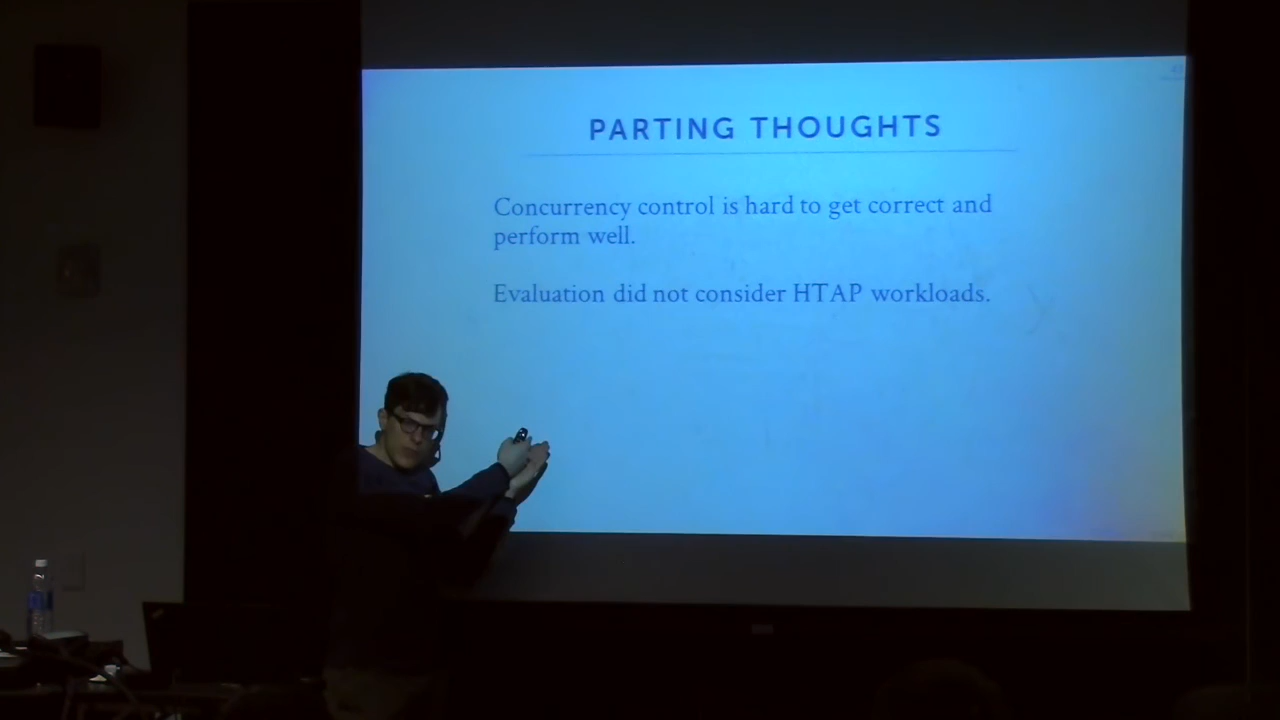 PARTING THOUGHTS
Concurrency control is hard to get correct and
perform well.
Evaluation did not consider HTAP workloads.